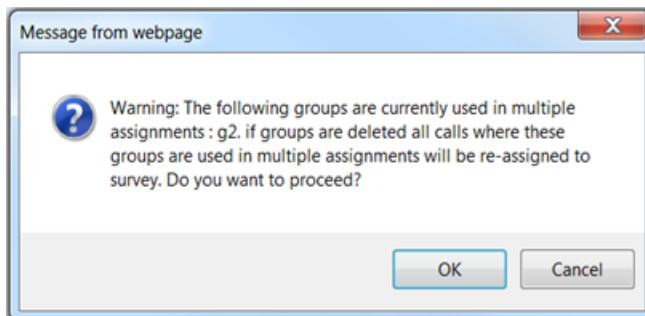 Message from webpage
X
Warning: The following groups are currently used in multiple
assignments : g2. if groups are deleted all calls where these
groups are used in multiple assignments will be re-assigned to
survey. Do you want to proceed?
OK
Cancel